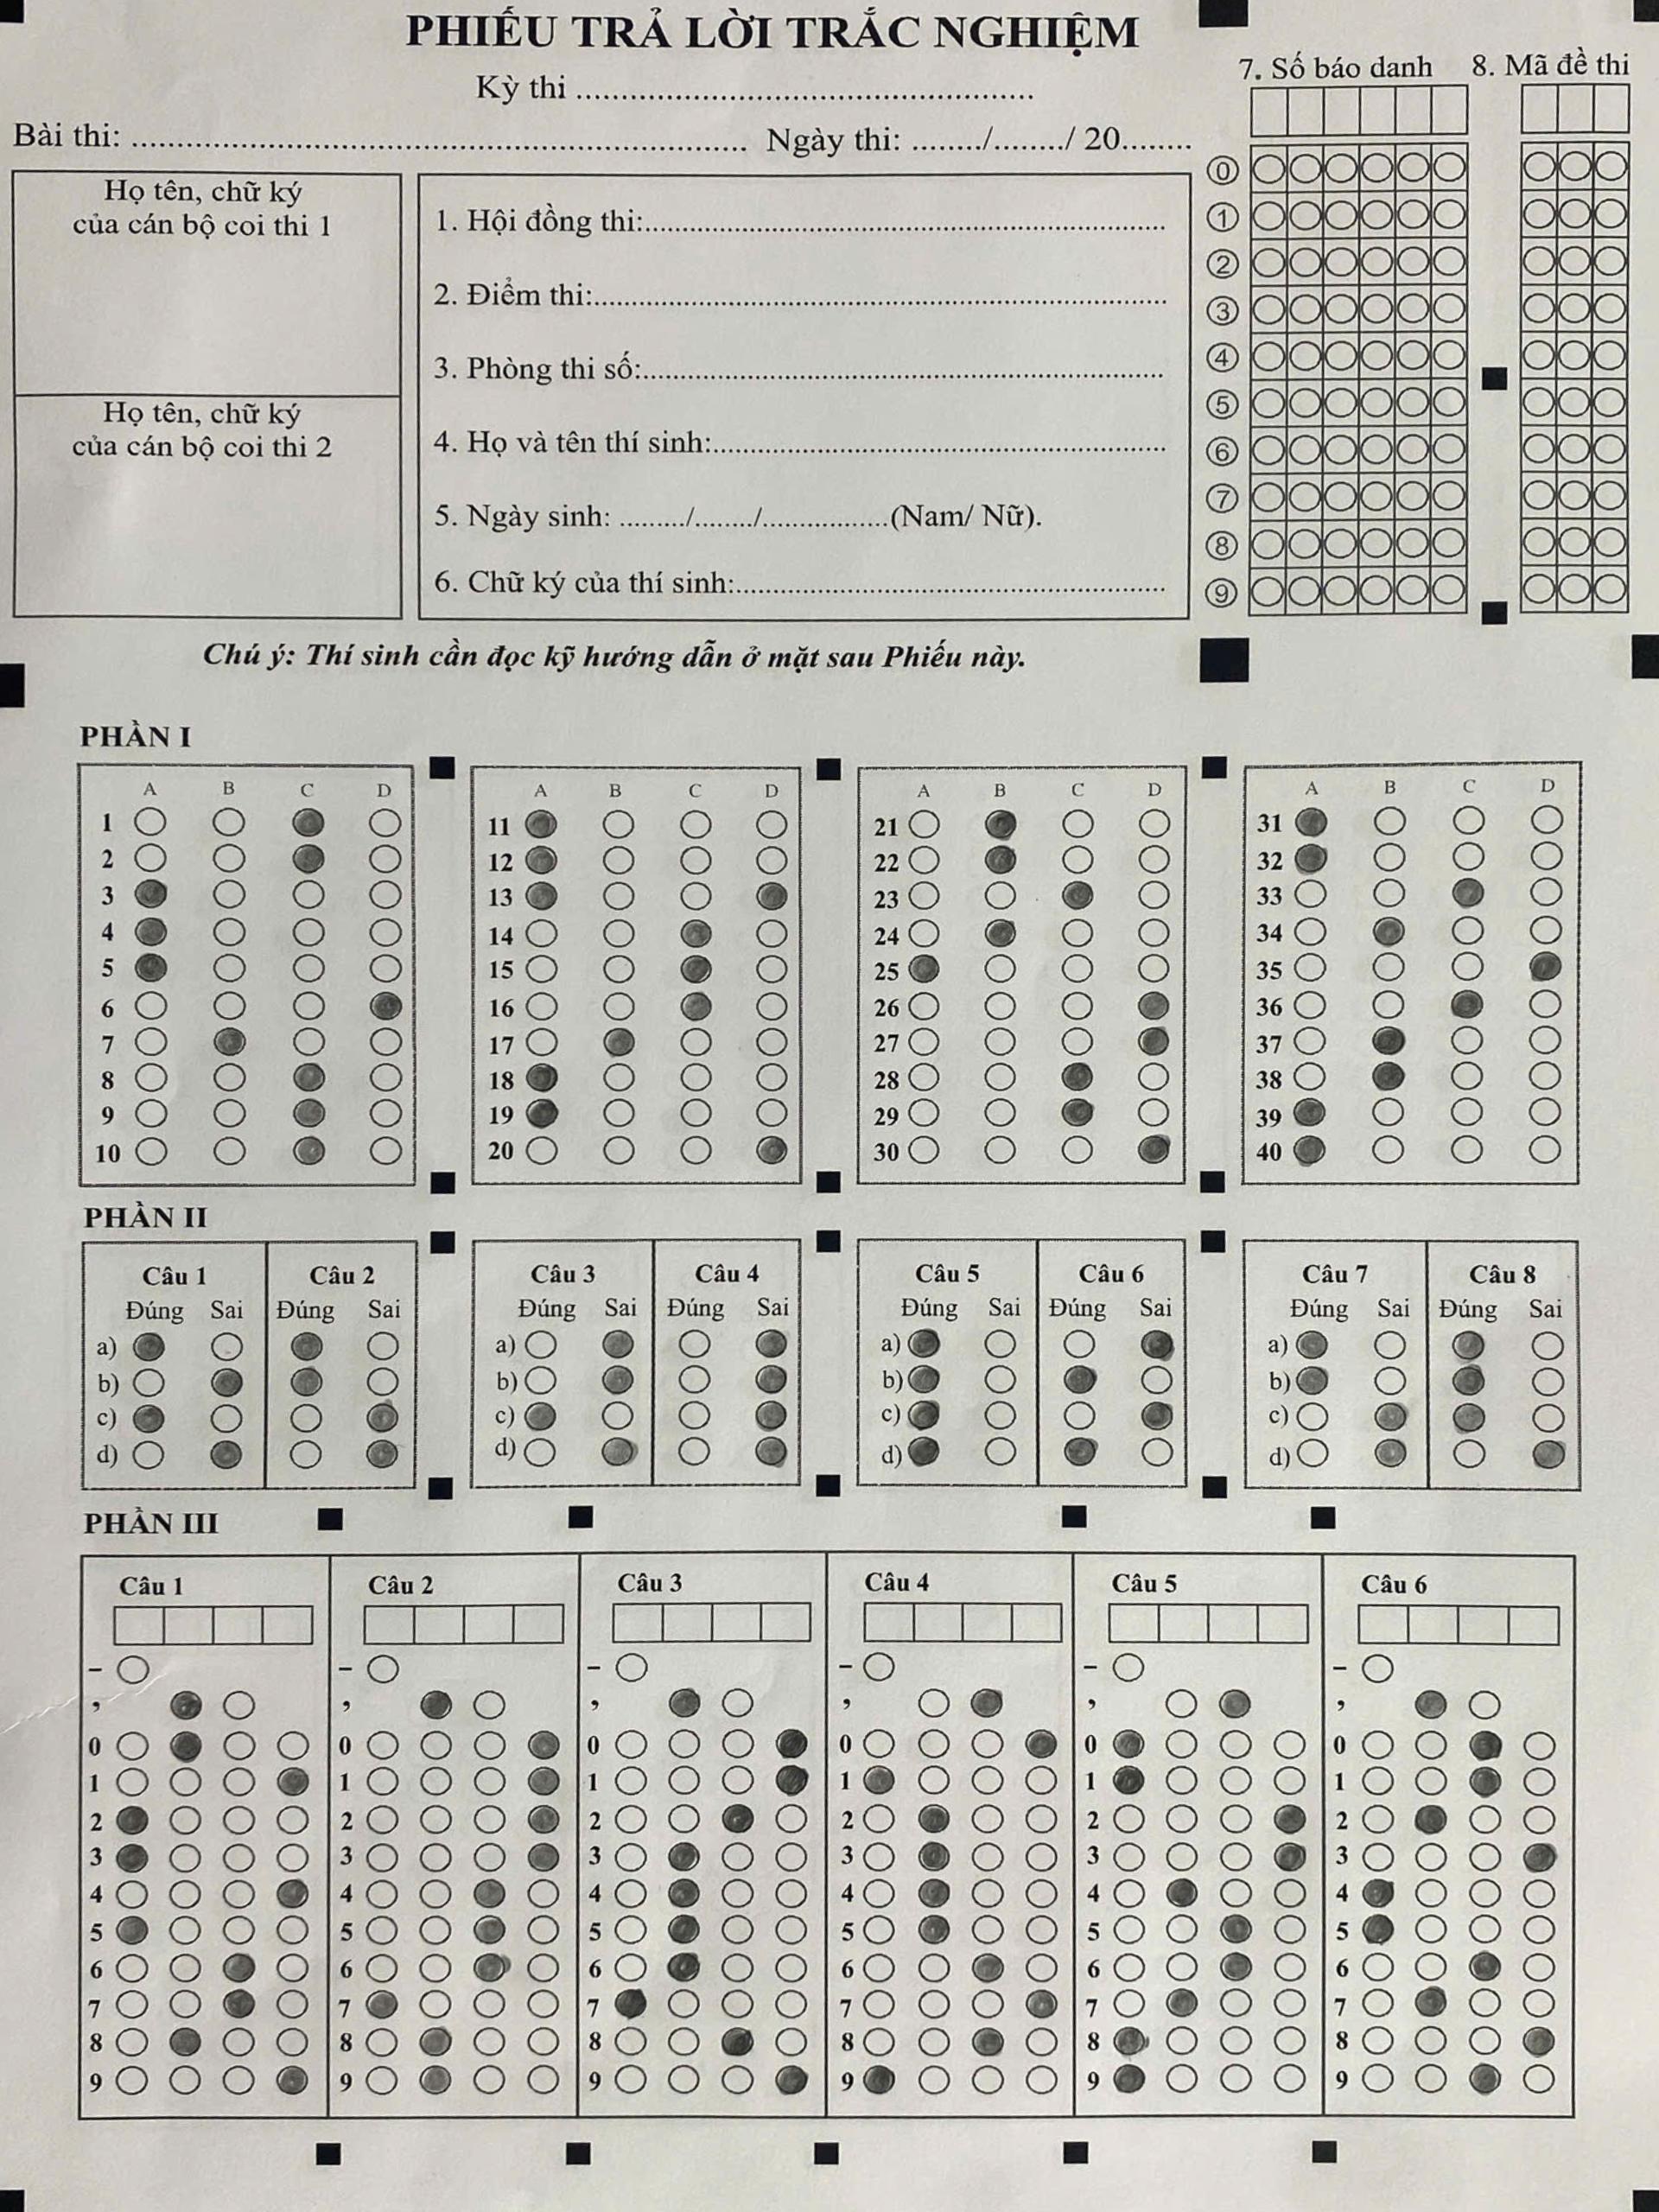 PHIẾU TRẢ LỜI TRẮC NGHIỆM
Kỳ thi ....................................................
Bài thi: .................................................................... Ngày thi: ......../......../ 20........
7. Số báo danh 8. Mã đề thi
Họ tên, chữ ký
của cán bộ coi thi 1
Họ tên, chữ ký
của cán bộ coi thi 2
1. Hội đồng thi:..........................................................
2. Điểm thi:................................................................
3. Phòng thi số:..........................................................
4. Họ và tên thí sinh:..................................................
5. Ngày sinh: ........./......../.................(Nam/ Nữ).
6. Chữ ký của thí sinh:................................................
0
1
2
3
4
5
6
7
8
9
Chú ý: Thí sinh cần đọc kỹ hướng dẫn ở mặt sau Phiếu này.
PHẦN I
A B C D
1
2
3
4
5
6
7
8
9
10
A B C D
11
12
13
14
15
16
17
18
19
20
A B C D
21
22
23
24
25
26
27
28
29
30
A B C D
31
32
33
34
35
36
37
38
39
40
PHẦN II
Câu 1 Câu 2
Đúng Sai Đúng Sai
a)
b)
c)
d)
Câu 3 Câu 4
Đúng Sai Đúng Sai
a)
b)
c)
d)
Câu 5 Câu 6
Đúng Sai Đúng Sai
a)
b)
c)
d)
Câu 7 Câu 8
Đúng Sai Đúng Sai
a)
b)
c)
d)
PHẦN III
Câu 1 Câu 2 Câu 3 Câu 4 Câu 5 Câu 6
- - - - - -
, , , , , ,
0 0 0 0 0 0
1 1 1 1 1 1
2 2 2 2 2 2
3 3 3 3 3 3
4 4 4 4 4 4
5 5 5 5 5 5
6 6 6 6 6 6
7 7 7 7 7 7
8 8 8 8 8 8
9 9 9 9 9 9